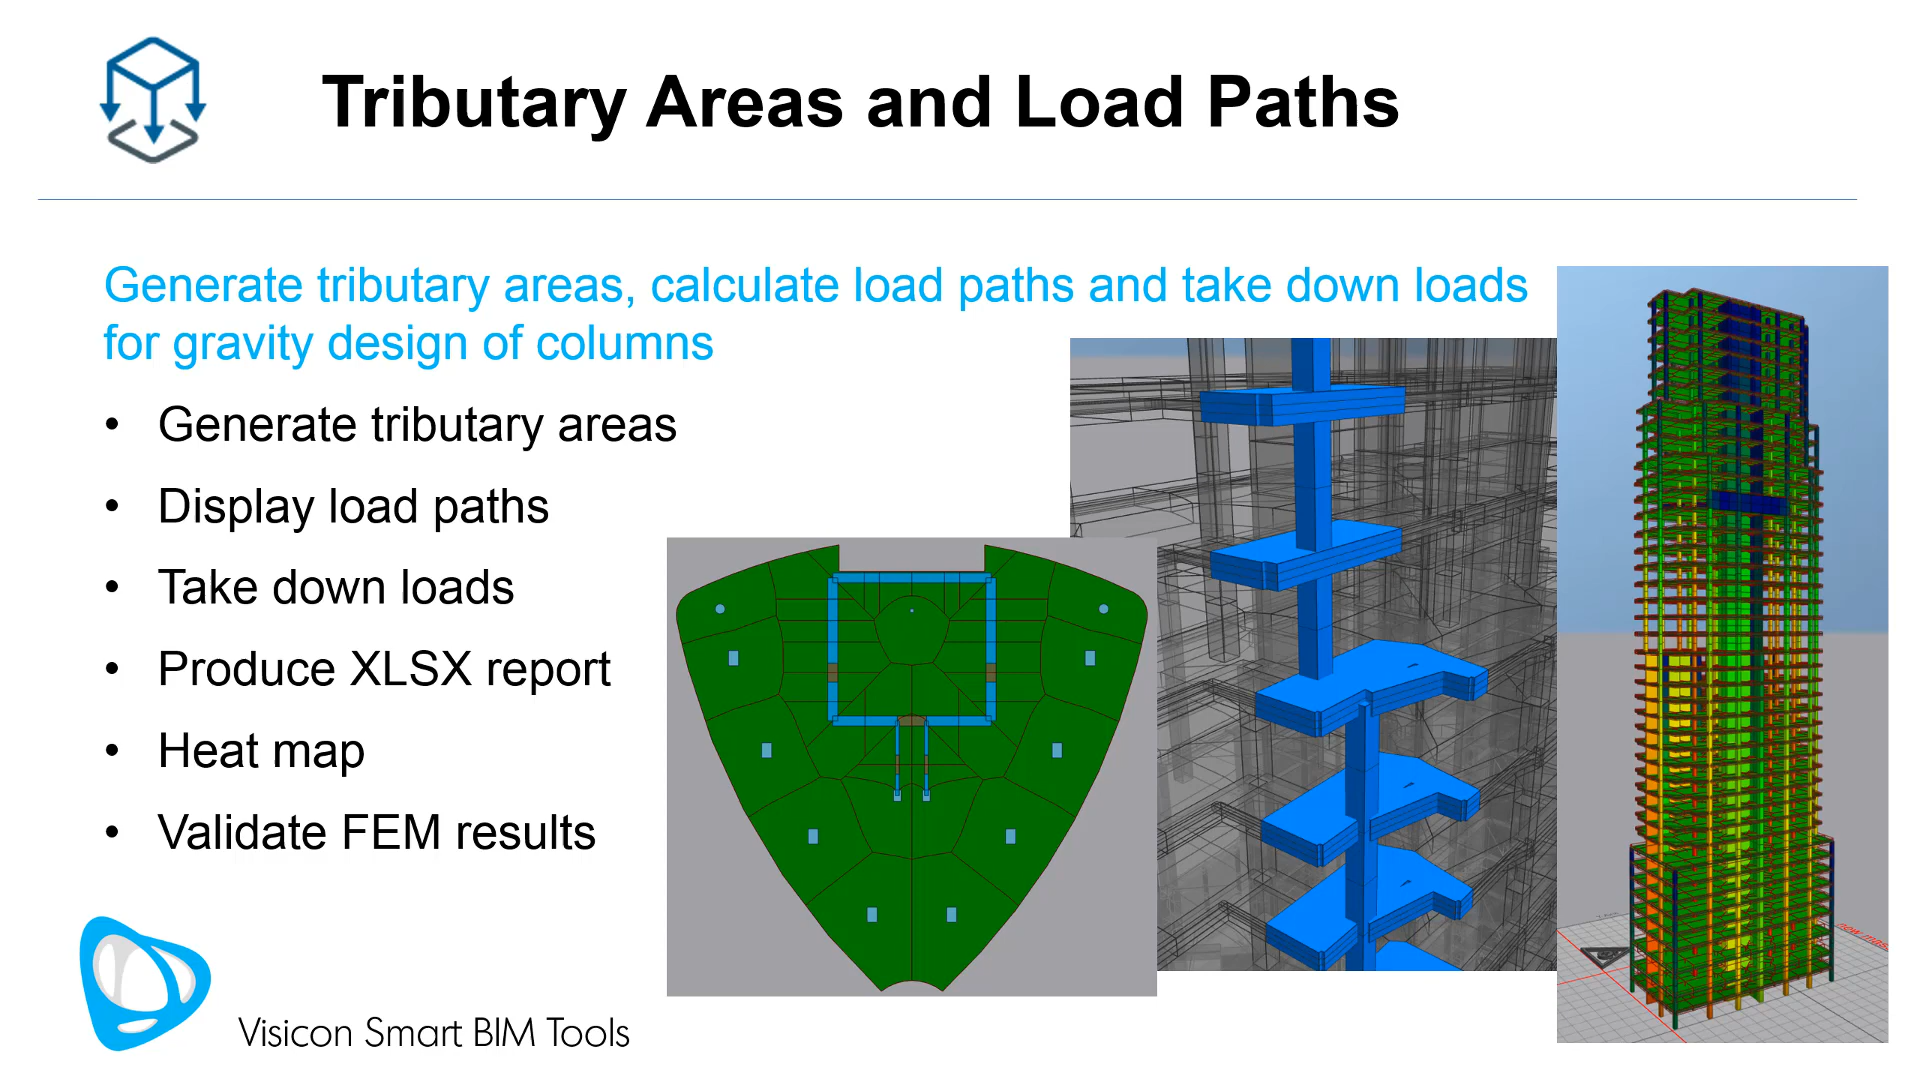 Tributary Areas and Load Paths
Generate tributary areas, calculate load paths and take down loads
for gravity design of columns
• Generate tributary areas
• Display load paths
• Take down loads
• Produce XLSX report
• Heat map
• Validate FEM results
Visicon Smart BIM Tools